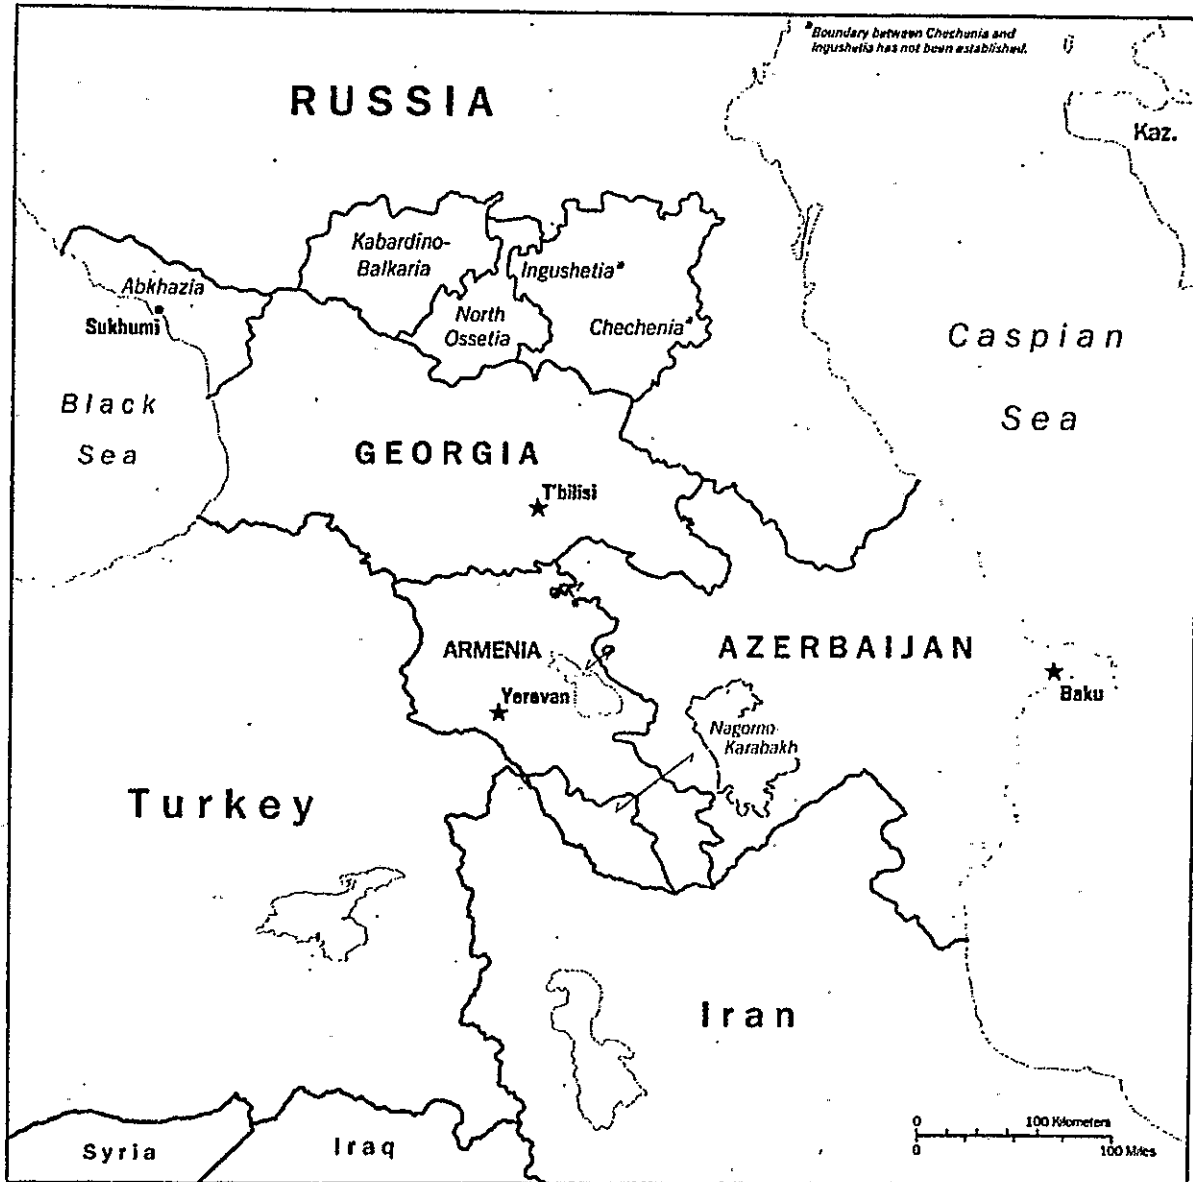 *Boundary between Chechenia and
Ingushetia has not been established.
RUSSIA
Kaz.
Kabardino-
Balkaria
Ingushetia*
Abkhazia
Sukhumi
North
Ossetia
Chechenia*
Caspian
Sea
Black
Sea
GEORGIA
T'bilisi
ARMENIA
AZERBAIJAN
Yerevan
Baku
Nagorno-
Karabakh
Turkey
Iran
Syria
Iraq
0 100 Kilometers
0 100 Miles